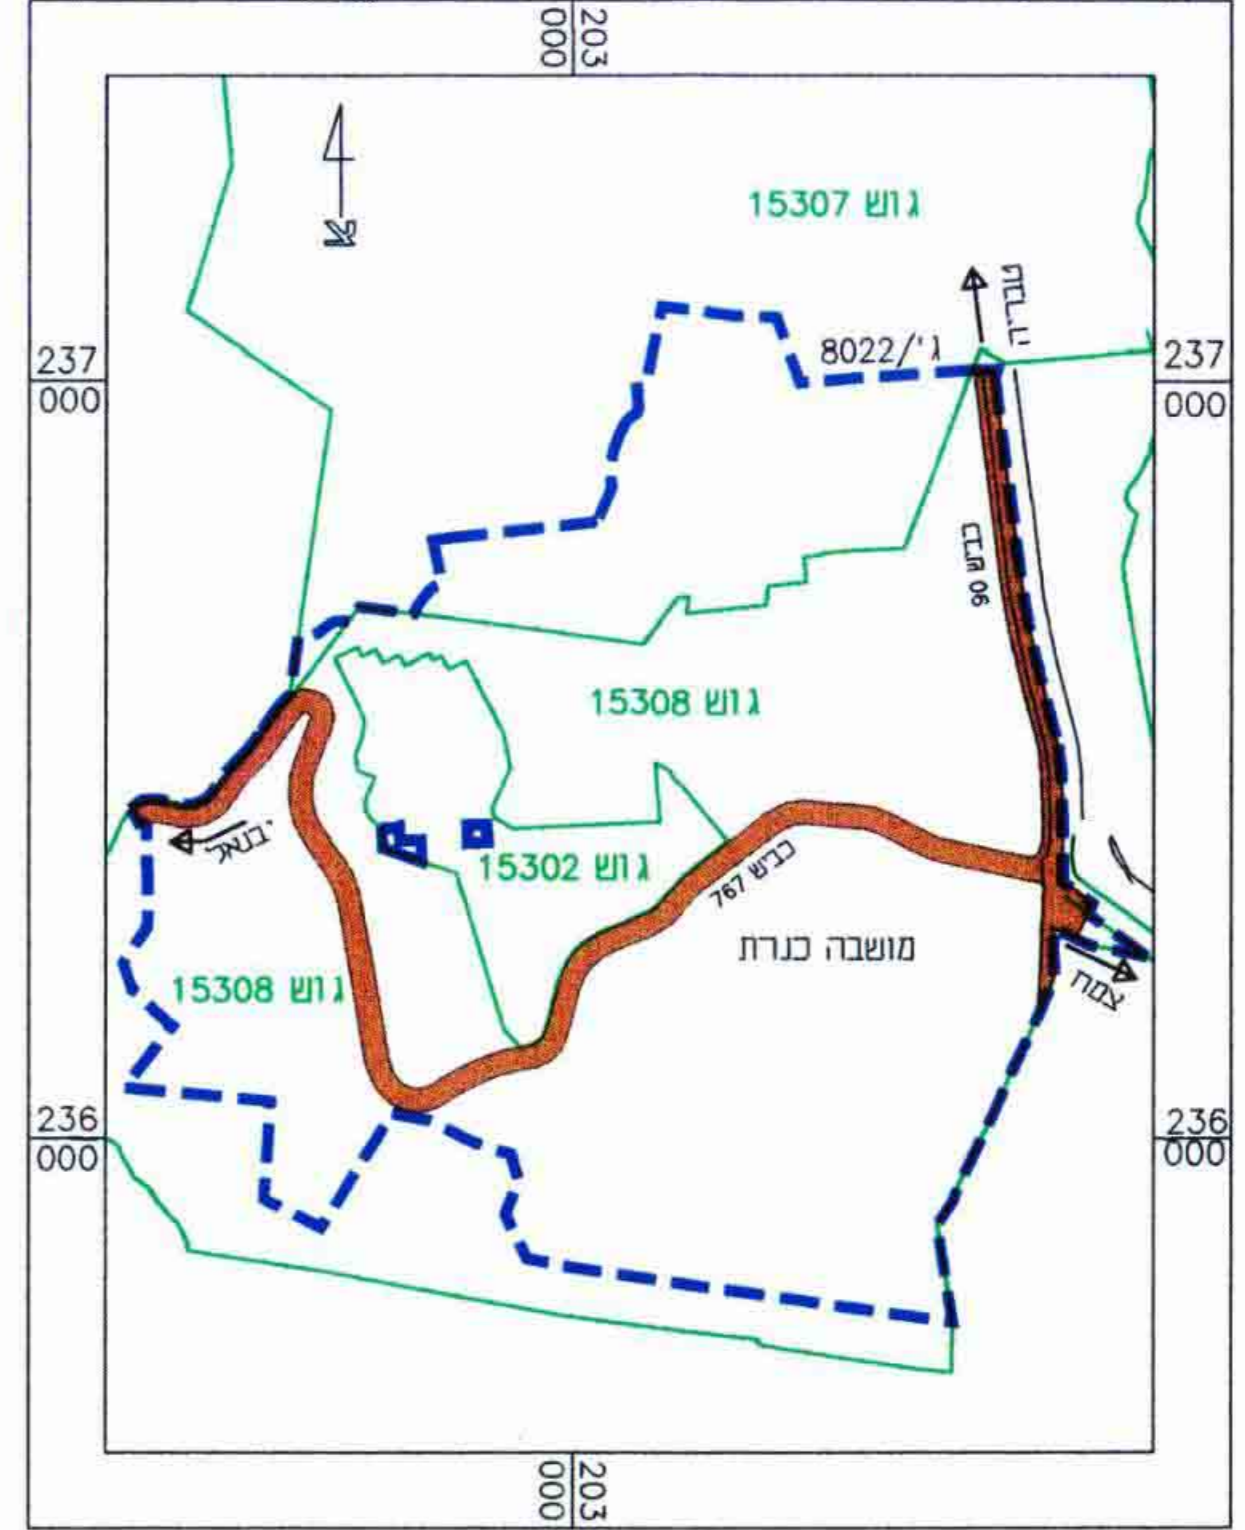 203
000
צ
גוש 15307
טבריה
237
000
ג'/8022
237
000
כביש 90
גוש 15308
יבנאל
גוש 15302
כביש 767
מושבה כנרת
גוש 15308
צמח
236
000
236
000
203
000